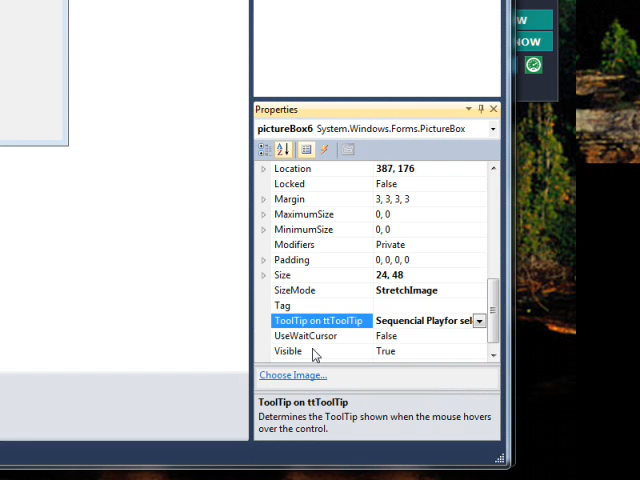 W
NOW
Properties
pictureBox6 System.Windows.Forms.PictureBox
Location 387, 176
Locked False
Margin 3, 3, 3, 3
MaximumSize 0, 0
MinimumSize 0, 0
Modifiers Private
Padding 0, 0, 0, 0
Size 24, 48
SizeMode StretchImage
Tag
ToolTip on ttToolTip Sequencial Playfor sel
UseWaitCursor False
Visible True
Choose Image...
ToolTip on ttToolTip
Determines the ToolTip shown when the mouse hovers
over the control.